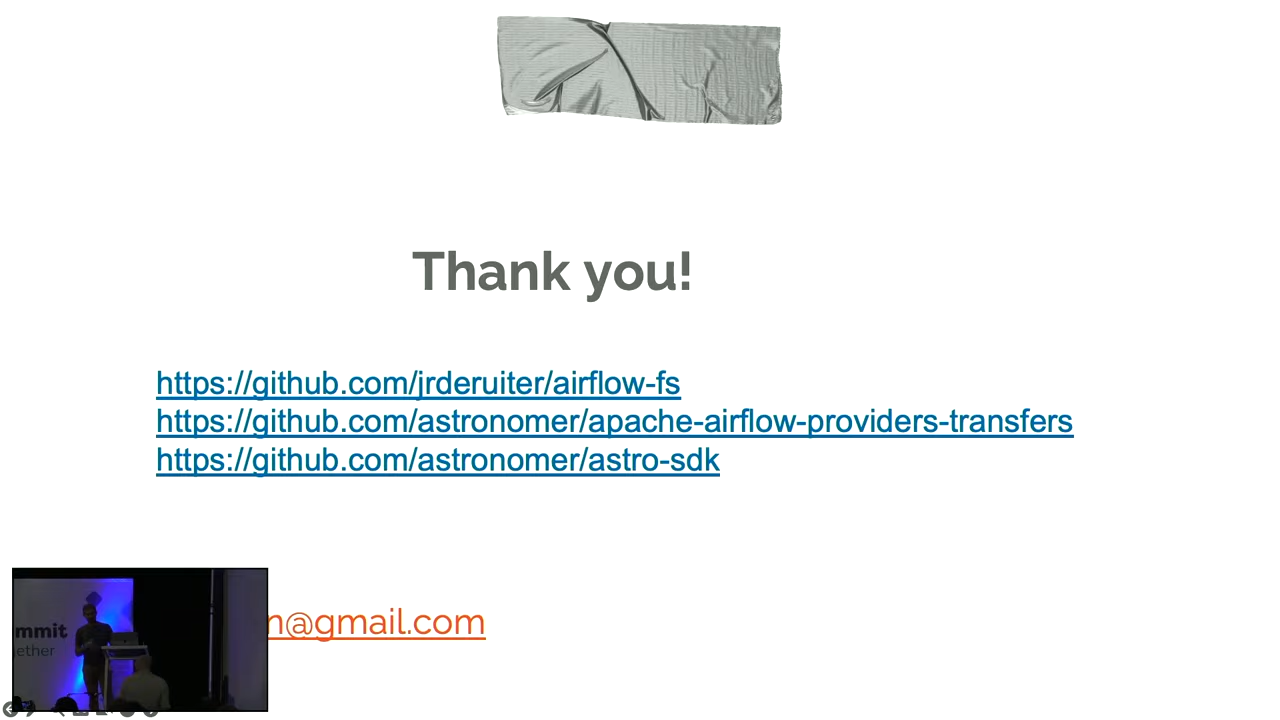 Thank you!
https://github.com/jrderuiter/airflow-fs
https://github.com/astronomer/apache-airflow-providers-transfers
https://github.com/astronomer/astro-sdk
n@gmail.com
mmit
ether